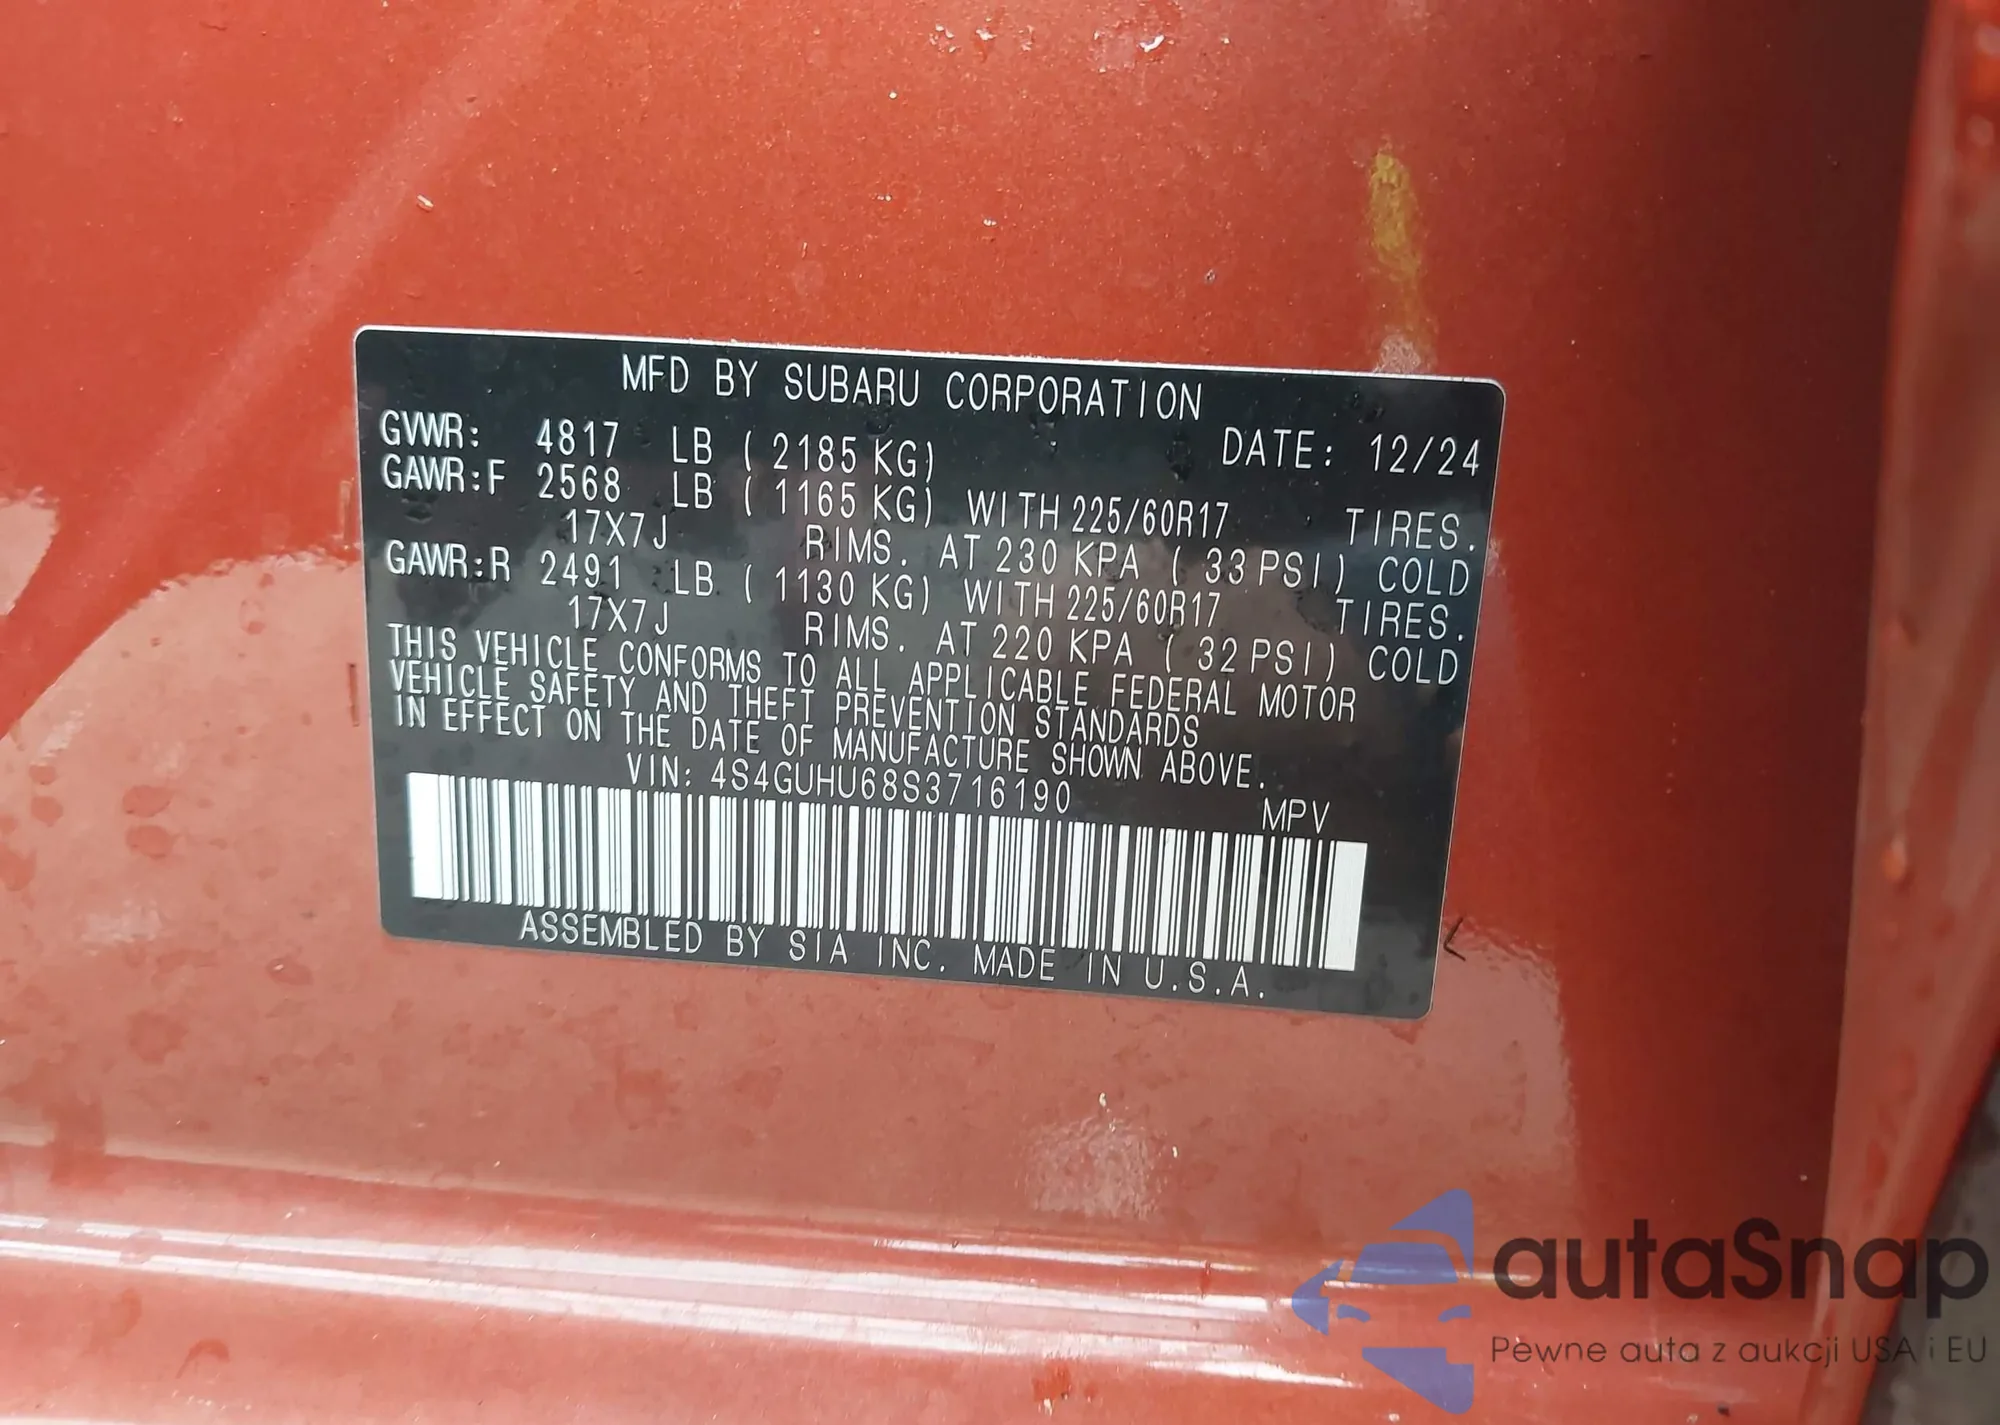 MFD BY SUBARU CORPORATION
GVWR: 4817 LB ( 2185 KG) DATE: 12/24
GAWR:F 2568 LB ( 1165 KG) WITH 225/60R17 TIRES.
17X7J RIMS. AT 230 KPA ( 33 PSI) COLD
GAWR:R 2491 LB ( 1130 KG) WITH 225/60R17 TIRES.
17X7J RIMS. AT 220 KPA ( 32 PSI) COLD
THIS VEHICLE CONFORMS TO ALL APPLICABLE FEDERAL MOTOR
VEHICLE SAFETY AND THEFT PREVENTION STANDARDS
IN EFFECT ON THE DATE OF MANUFACTURE SHOWN ABOVE.
VIN: 4S4GUHU68S3716190 MPV
ASSEMBLED BY SIA INC. MADE IN U.S.A.
autaSnap
Pewne auta z aukcji USA i EU